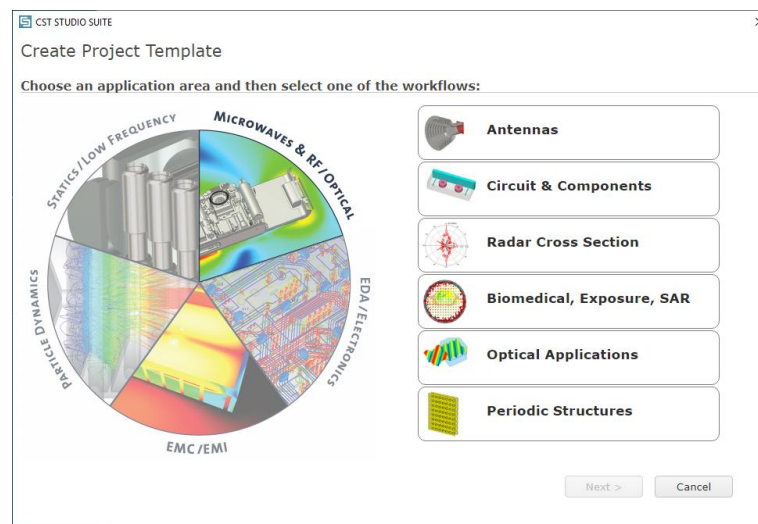 CST STUDIO SUITE
Create Project Template
Choose an application area and then select one of the workflows:
STATICS/LOW FREQUENCY
MICROWAVES & RF/OPTICAL
EDA/ELECTRONICS
EMC/EMI
PARTICLE DYNAMICS
Antennas
Circuit & Components
Radar Cross Section
Biomedical, Exposure, SAR
Optical Applications
Periodic Structures
Next >
Cancel